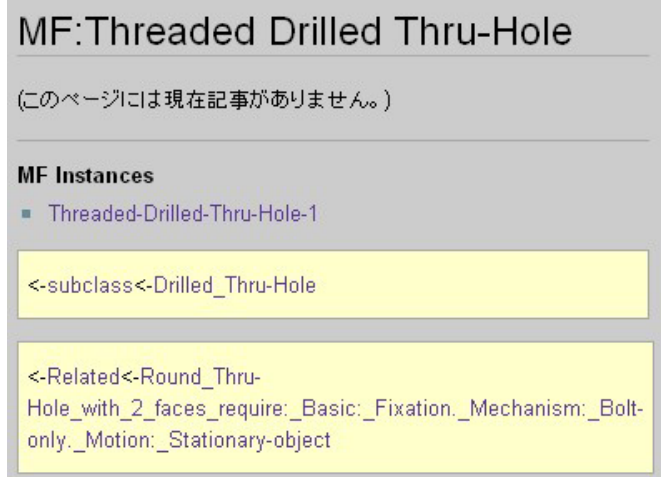 MF:Threaded Drilled Thru-Hole
(このページには現在記事がありません。)
MF Instances
Threaded-Drilled-Thru-Hole-1
<-subclass<-Drilled_Thru-Hole
<-Related<-Round_Thru-
Hole_with_2_faces_require:_Basic:_Fixation._Mechanism:_Bolt-
only._Motion:_Stationary-object